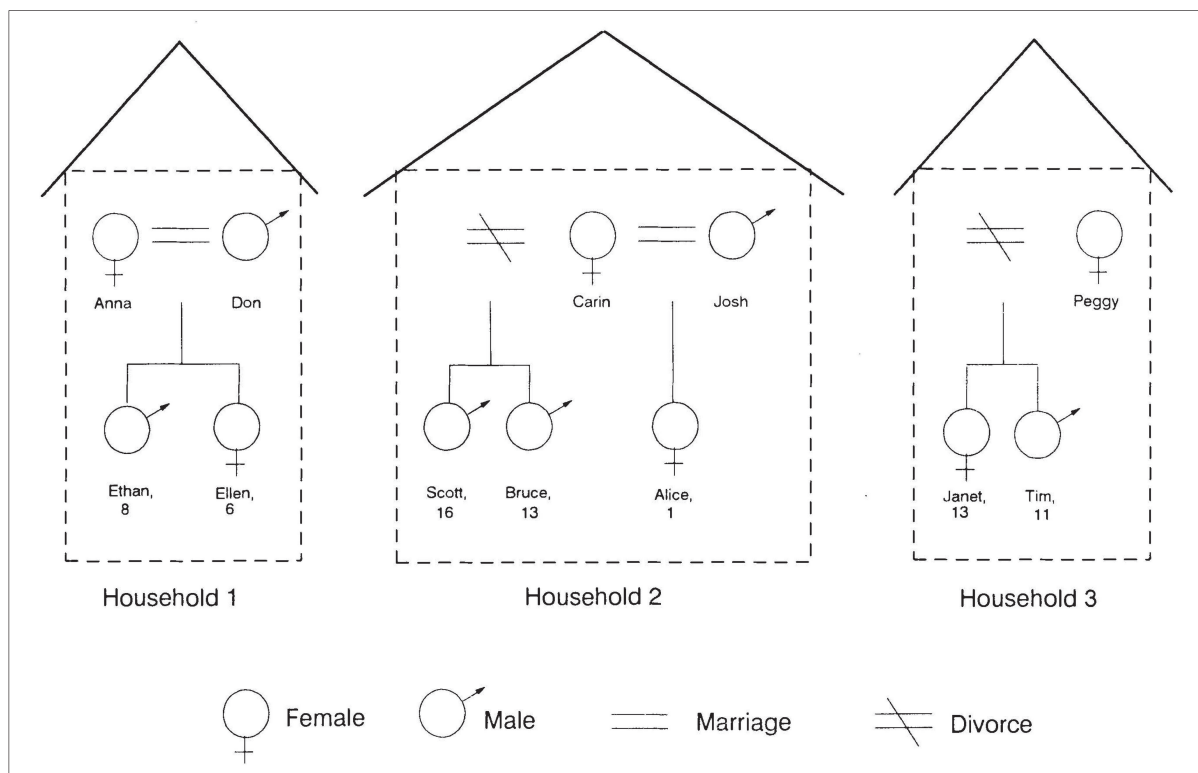 Anna
Don
Carin
Josh
Peggy
Ethan,
8
Ellen,
6
Scott,
16
Bruce,
13
Alice,
1
Janet,
13
Tim,
11
Household 1
Household 2
Household 3
Female
Male
Marriage
Divorce